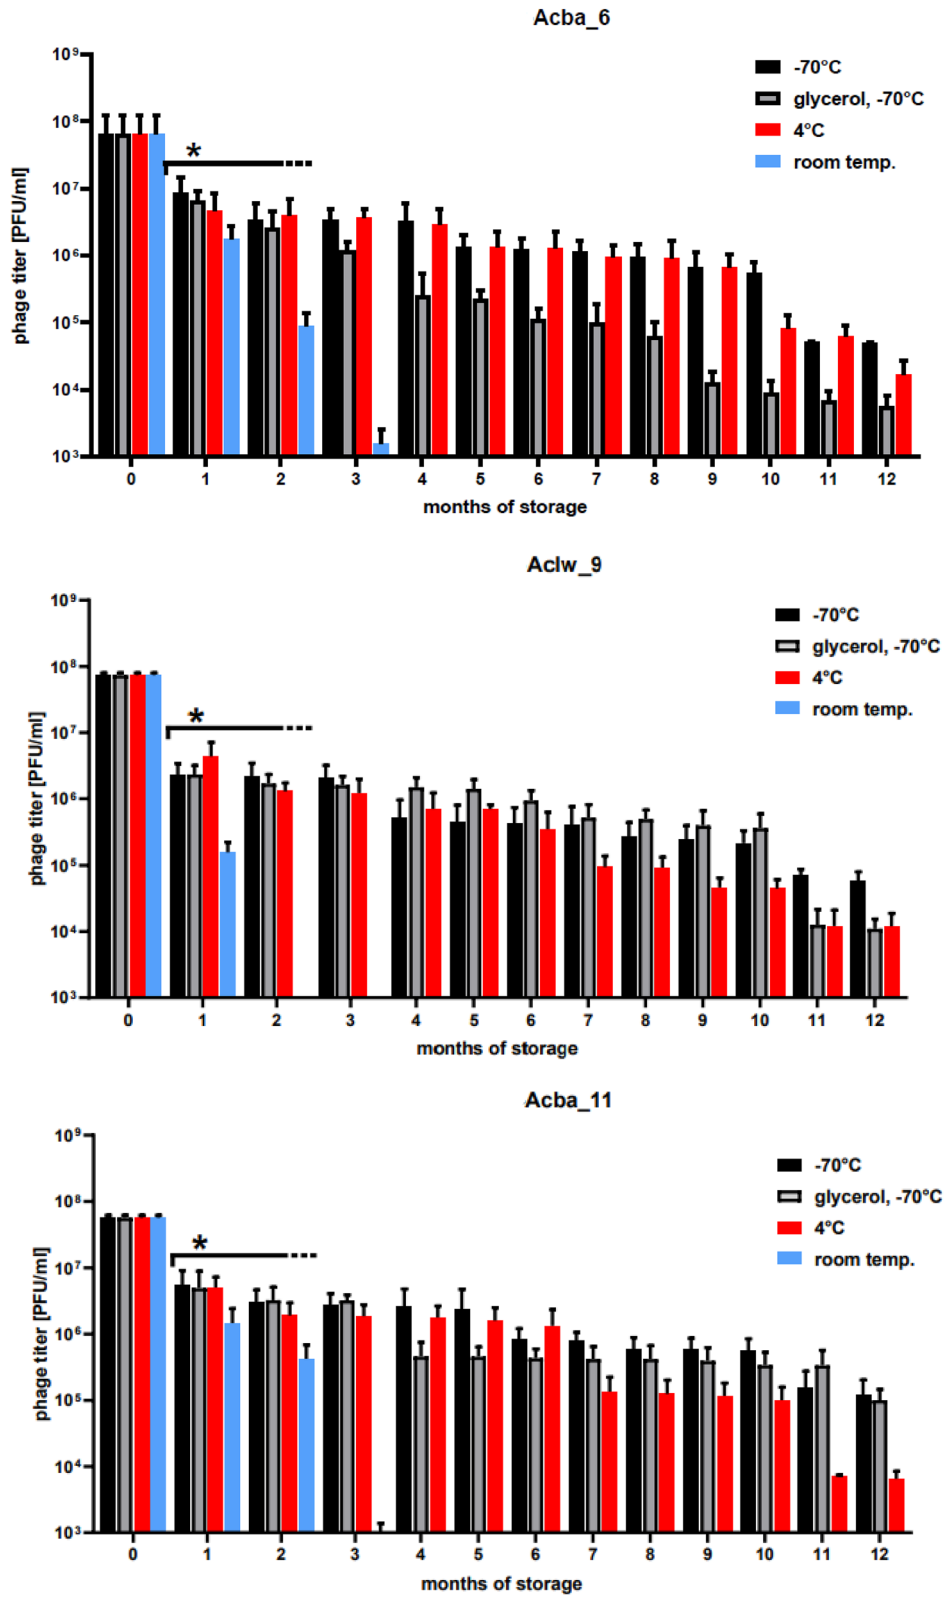 Acba_6
10⁹
10⁸
10⁷
10⁶
10⁵
10⁴
10³
phage titer [PFU/ml]
*
-70°C
glycerol, -70°C
4°C
room temp.
0 1 2 3 4 5 6 7 8 9 10 11 12
months of storage
Aclw_9
10⁹
10⁸
10⁷
10⁶
10⁵
10⁴
10³
phage titer [PFU/ml]
*
-70°C
glycerol, -70°C
4°C
room temp.
0 1 2 3 4 5 6 7 8 9 10 11 12
months of storage
Acba_11
10⁹
10⁸
10⁷
10⁶
10⁵
10⁴
10³
phage titer [PFU/ml]
*
-70°C
glycerol, -70°C
4°C
room temp.
0 1 2 3 4 5 6 7 8 9 10 11 12
months of storage